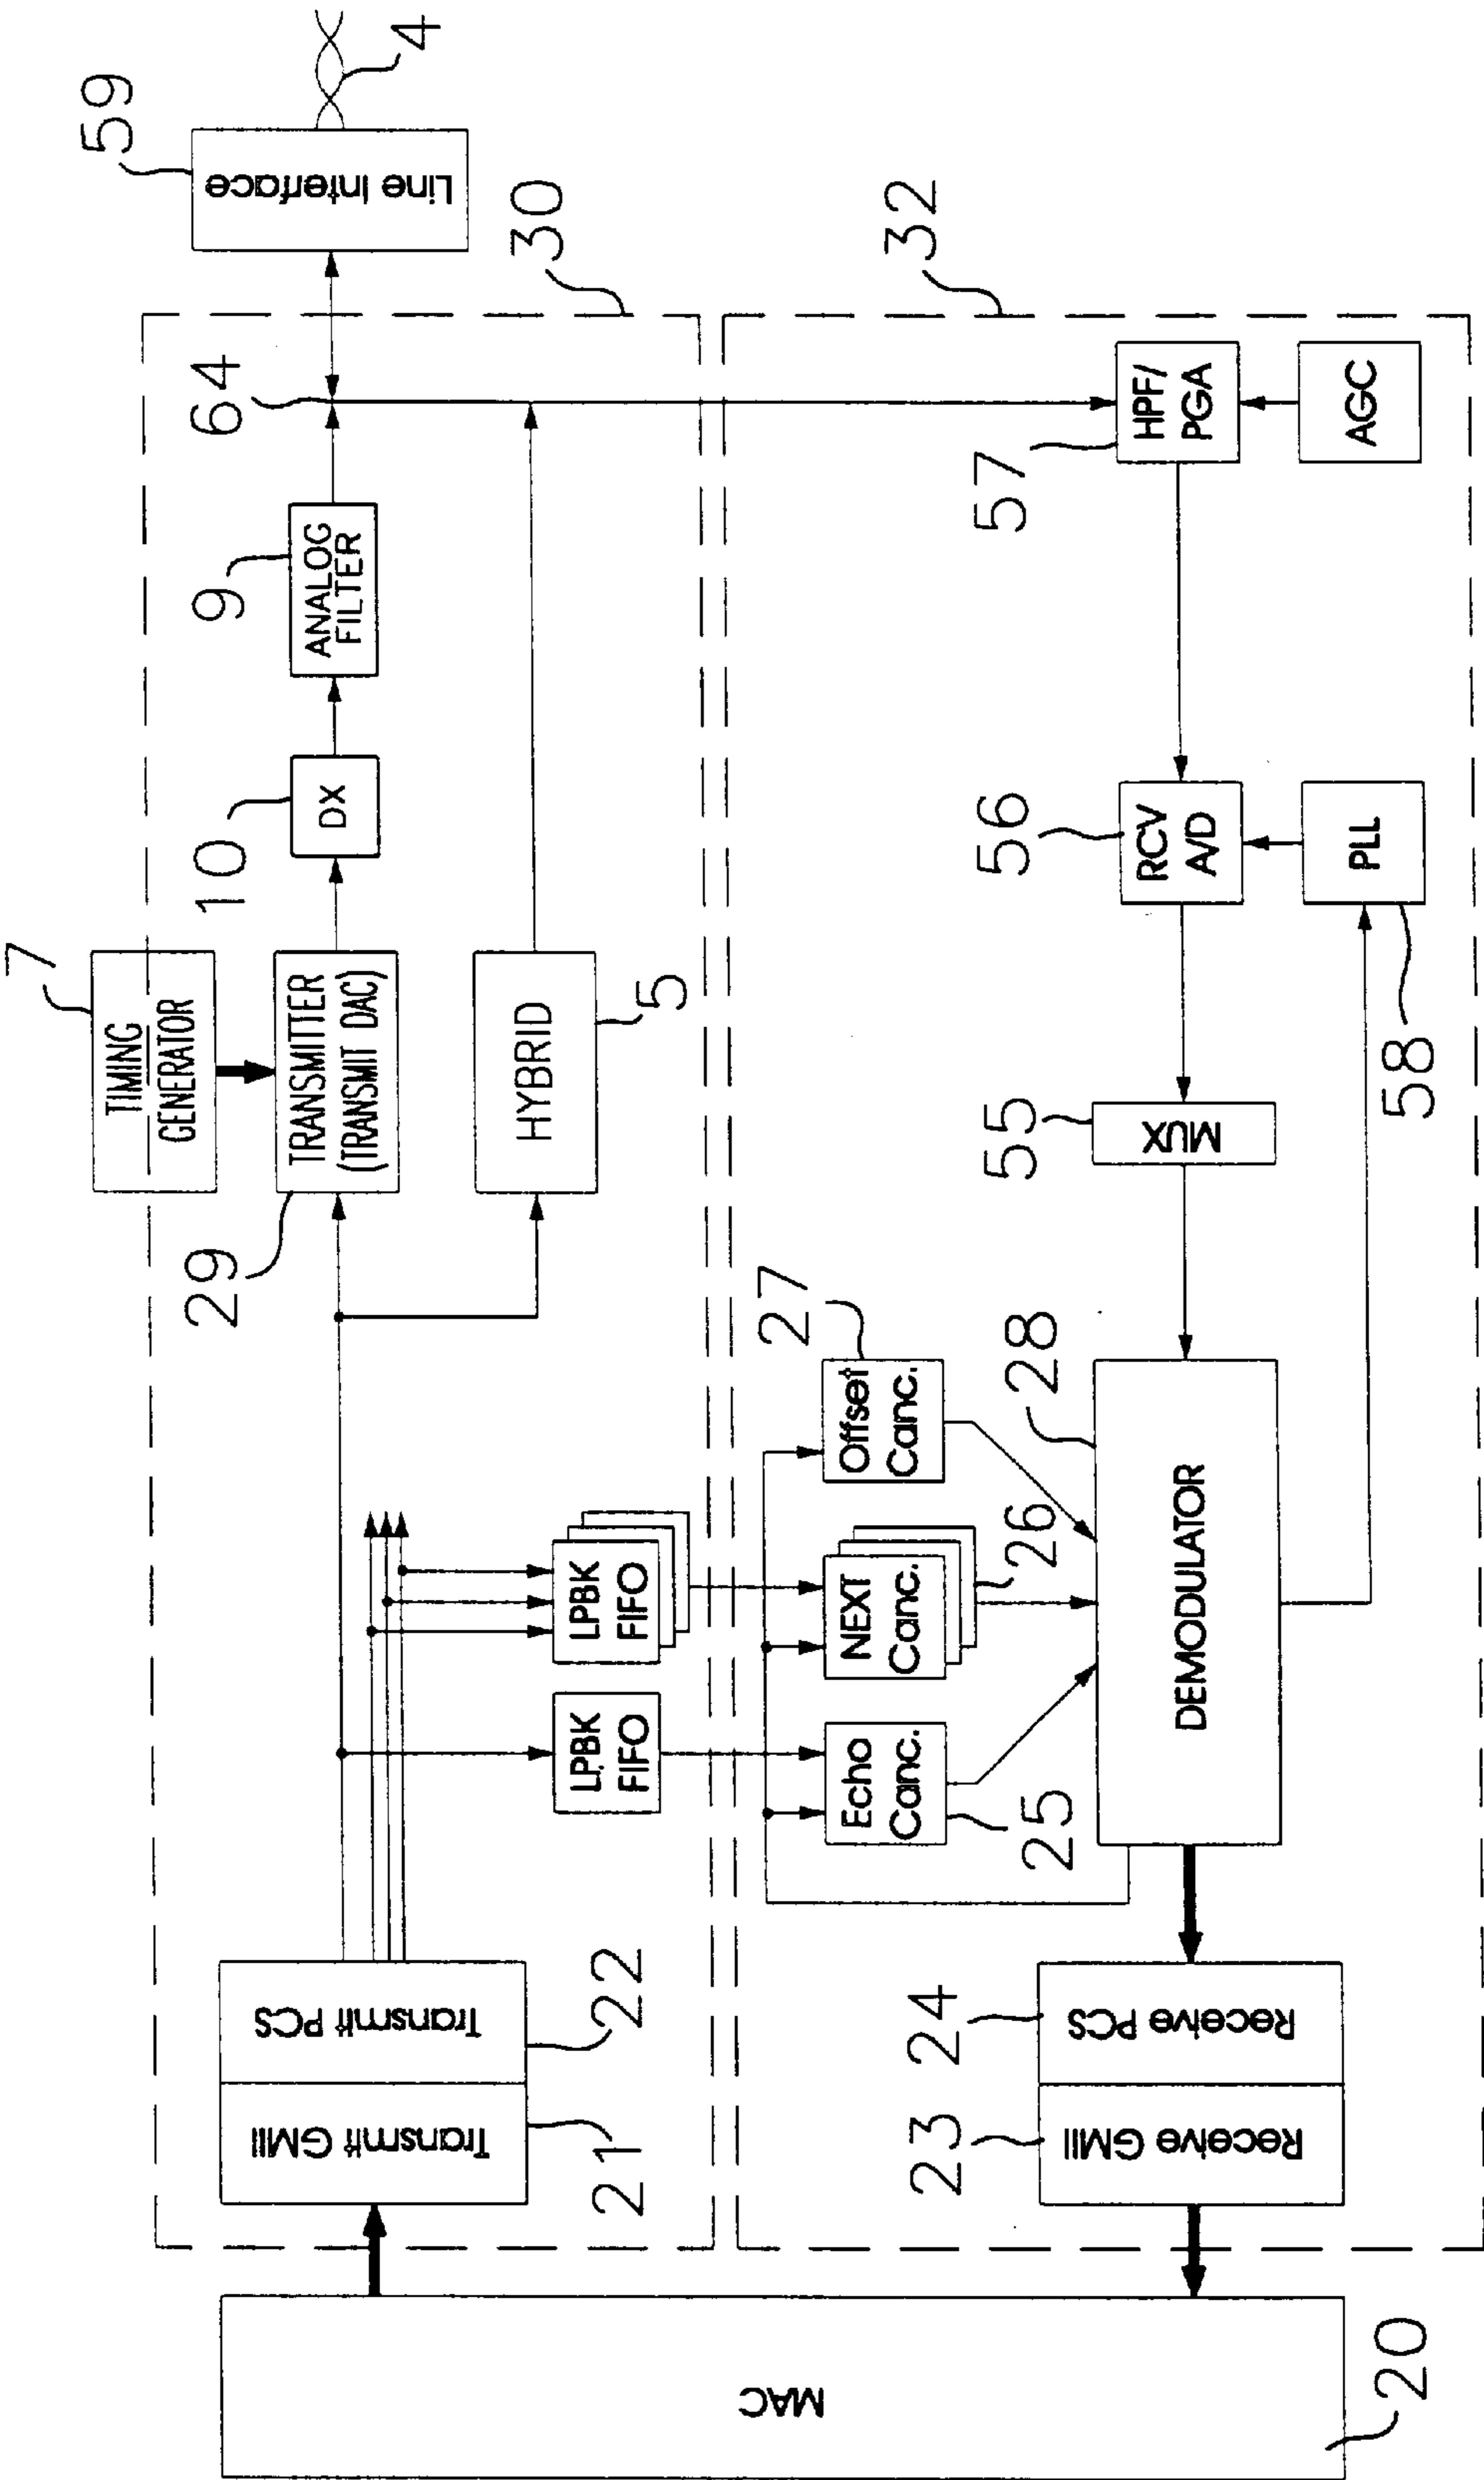 MAC
20
Transmit GMII
21
Transmit PCS
22
LPBK
FIFO
LPBK
FIFO
TIMING
GENERATOR
7
TRANSMITTER
(TRANSMIT DAC)
29
HYBRID
5
DX
10
ANALOG
FILTER
9
64
Line Interface
59
4
30
32
Receive GMII
23
Receive PCS
24
Echo
Canc.
25
NEXT
Canc.
26
Offset
Canc.
27
DEMODULATOR
28
MUX
55
RCV
A/D
56
PLL
58
HPF/
PGA
57
AGC